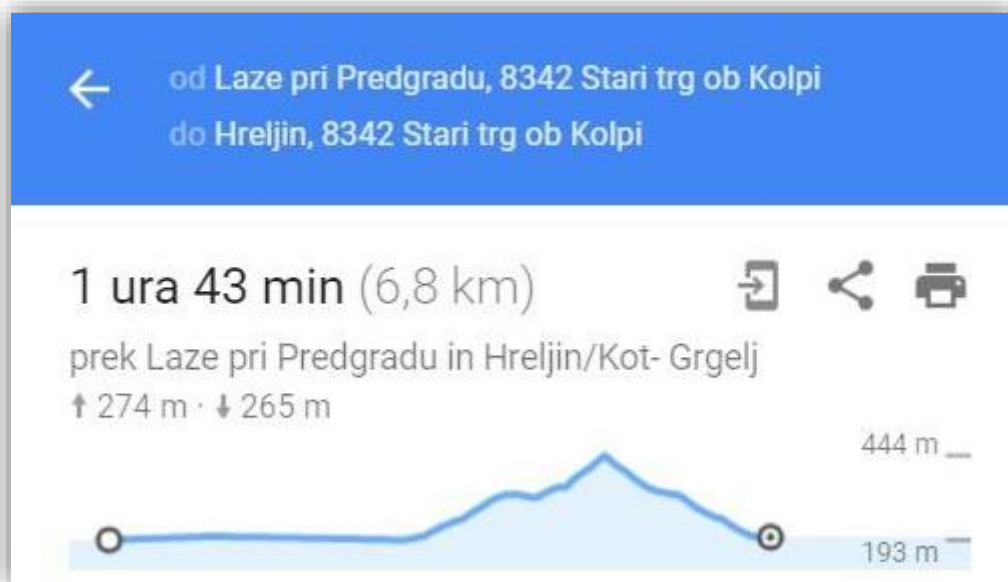 od Laze pri Predgradu, 8342 Stari trg ob Kolpi
do Hreljin, 8342 Stari trg ob Kolpi
1 ura 43 min (6,8 km)
prek Laze pri Predgradu in Hreljin/Kot- Grgelj
↑ 274 m · ↓ 265 m
444 m
193 m